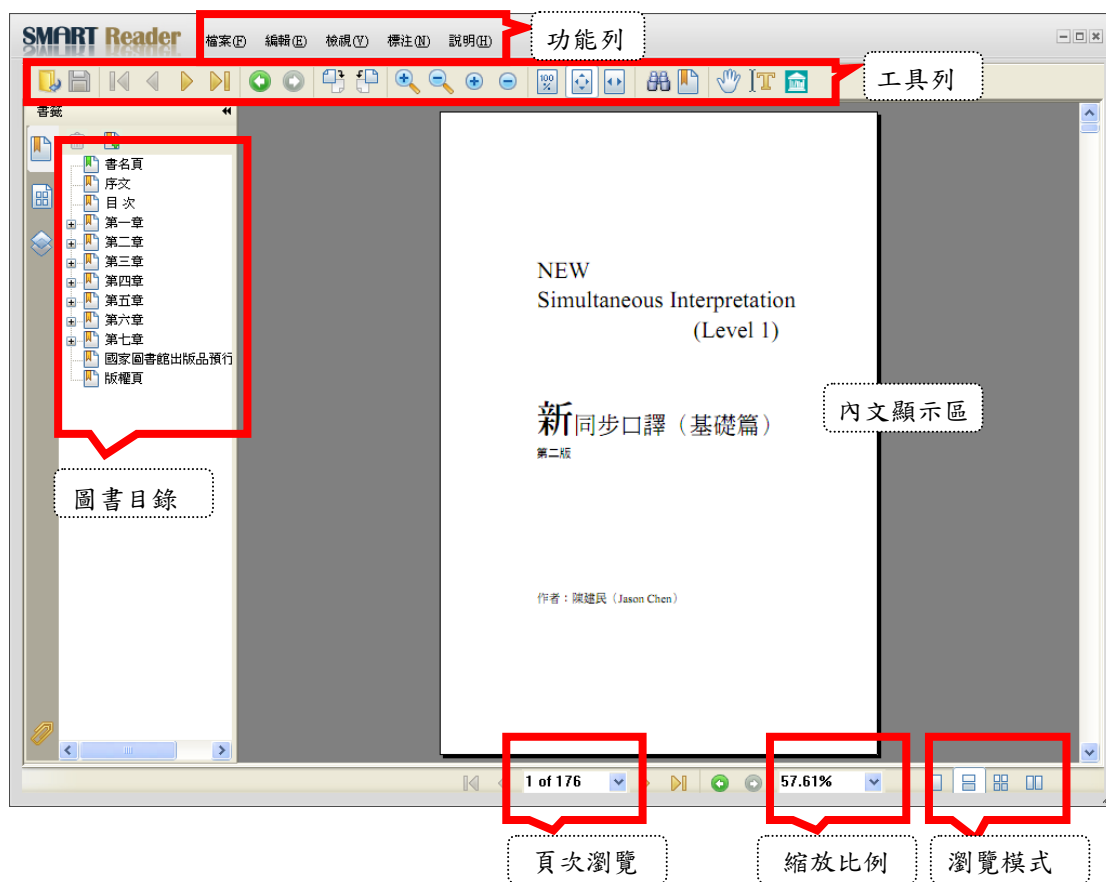 SMART Reader
檔案(F) 編輯(E) 檢視(V) 標注(N) 說明(H)
功能列
工具列
100%
書籤
書名頁
序文
目次
第一章
第二章
第三章
第四章
第五章
第六章
第七章
國家圖書館出版品預行
版權頁
圖書目錄
NEW
Simultaneous Interpretation
(Level 1)
新同步口譯（基礎篇）
第二版
內文顯示區
作者：陳建民（Jason Chen）
1 of 176
57.61%
頁次瀏覽
縮放比例
瀏覽模式